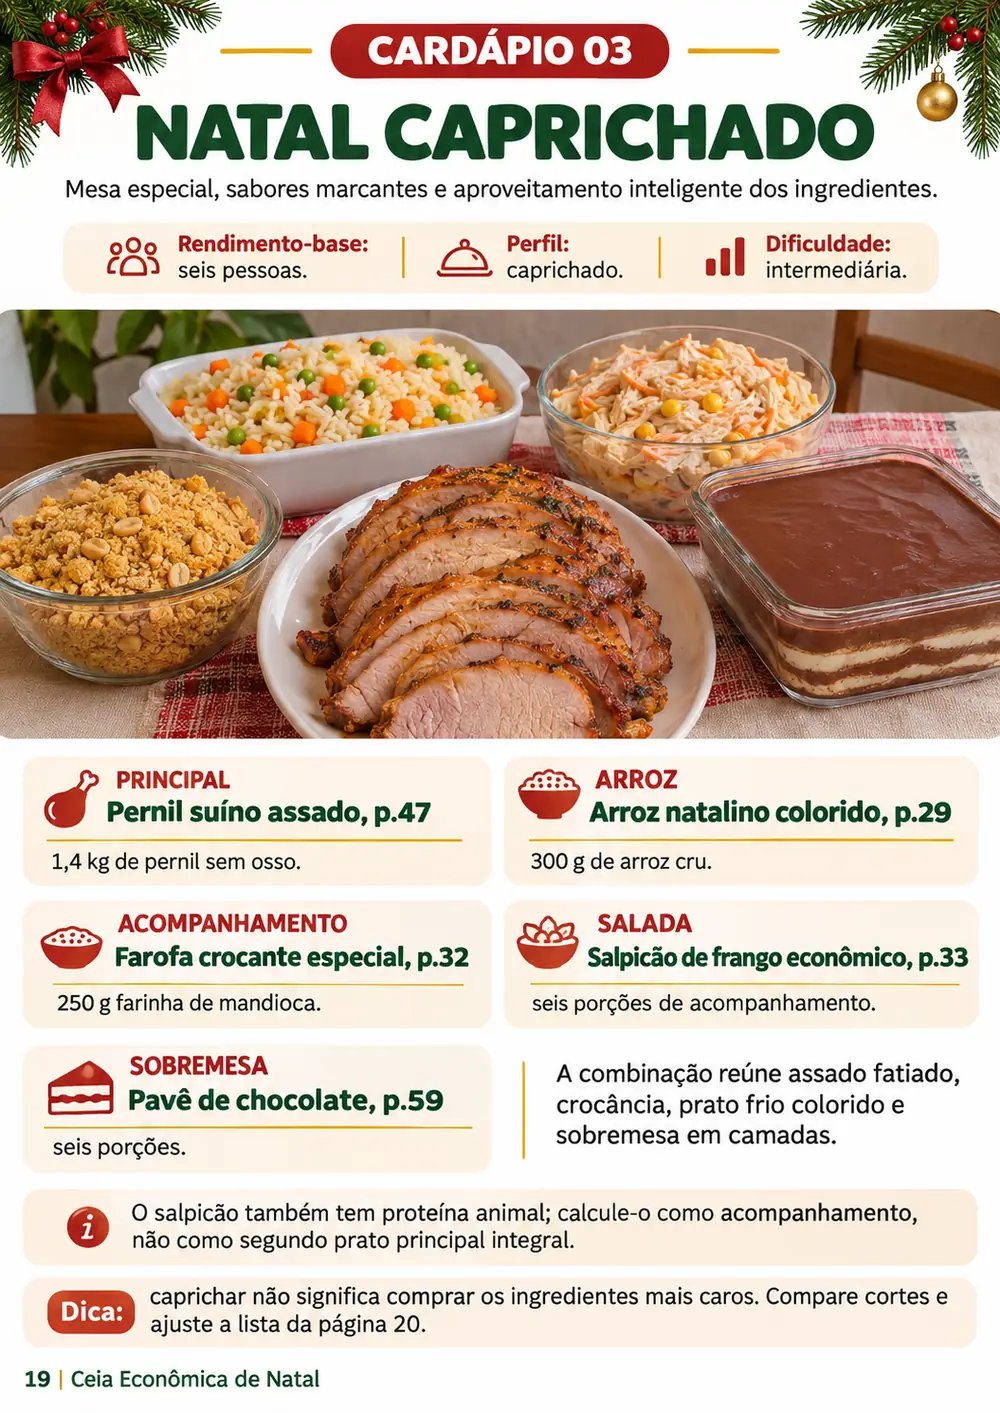 CARDÁPIO 03
NATAL CAPRICHADO
Mesa especial, sabores marcantes e aproveitamento inteligente dos ingredientes.
Rendimento-base:
seis pessoas.
Perfil:
caprichado.
Dificuldade:
intermediária.
PRINCIPAL
Pernil suíno assado, p.47
1,4 kg de pernil sem osso.
ARROZ
Arroz natalino colorido, p.29
300 g de arroz cru.
ACOMPANHAMENTO
Farofa crocante especial, p.32
250 g farinha de mandioca.
SALADA
Salpicão de frango econômico, p.33
seis porções de acompanhamento.
SOBREMESA
Pavê de chocolate, p.59
seis porções.
A combinação reúne assado fatiado,
crocância, prato frio colorido e
sobremesa em camadas.
i
O salpicão também tem proteína animal; calcule-o como acompanhamento,
não como segundo prato principal integral.
Dica:
caprichar não significa comprar os ingredientes mais caros. Compare cortes e
ajuste a lista da página 20.
19 | Ceia Econômica de Natal